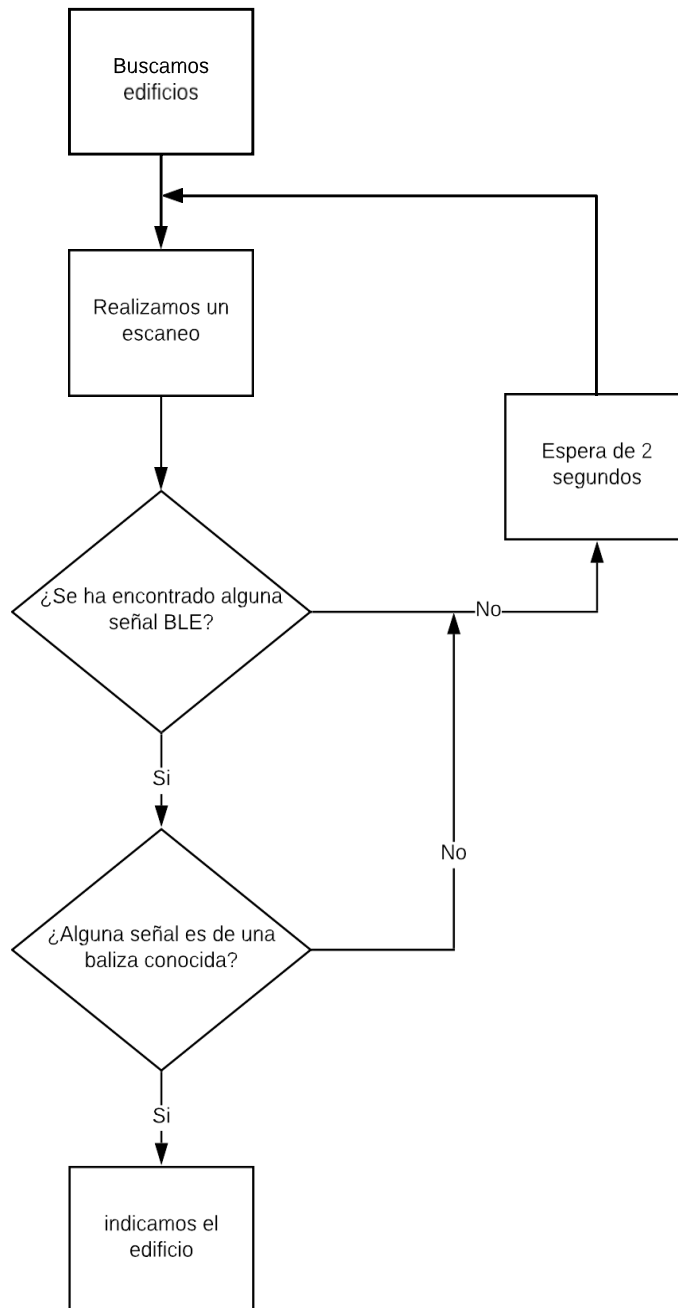 Buscamos
edificios
Realizamos un
escaneo
Espera de 2
segundos
¿Se ha encontrado alguna
señal BLE?
No
Si
No
¿Alguna señal es de una
baliza conocida?
Si
indicamos el
edificio